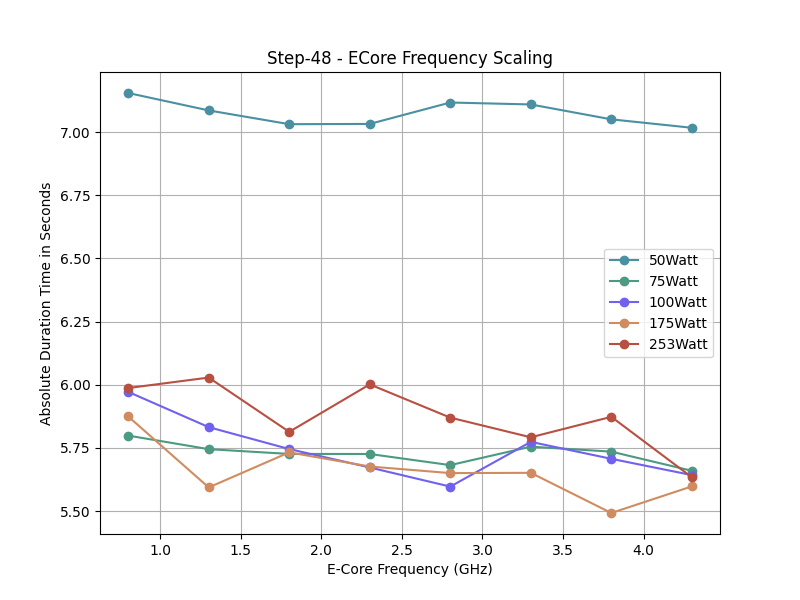 Step-48 - ECore Frequency Scaling
Absolute Duration Time in Seconds
7.00
6.75
6.50
6.25
6.00
5.75
5.50
50Watt
75Watt
100Watt
175Watt
253Watt
1.0 1.5 2.0 2.5 3.0 3.5 4.0
E-Core Frequency (GHz)